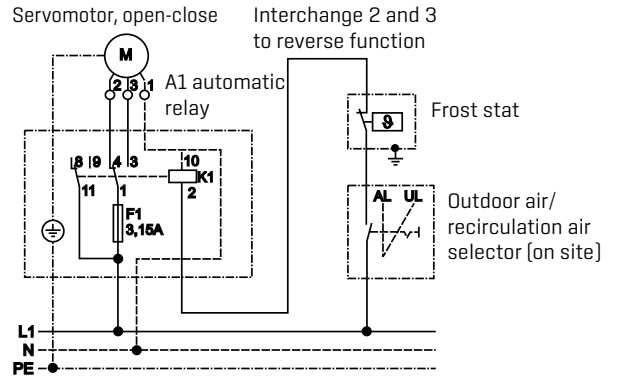 Servomotor, open-close
Interchange 2 and 3
to reverse function
M
2 3 1
A1 automatic
relay
Frost stat
ϑ
8 9 4 3 10
K1
11 1 2
F1
3,15A
AL UL
Outdoor air/
recirculation air
selector (on site)
L1
N
PE